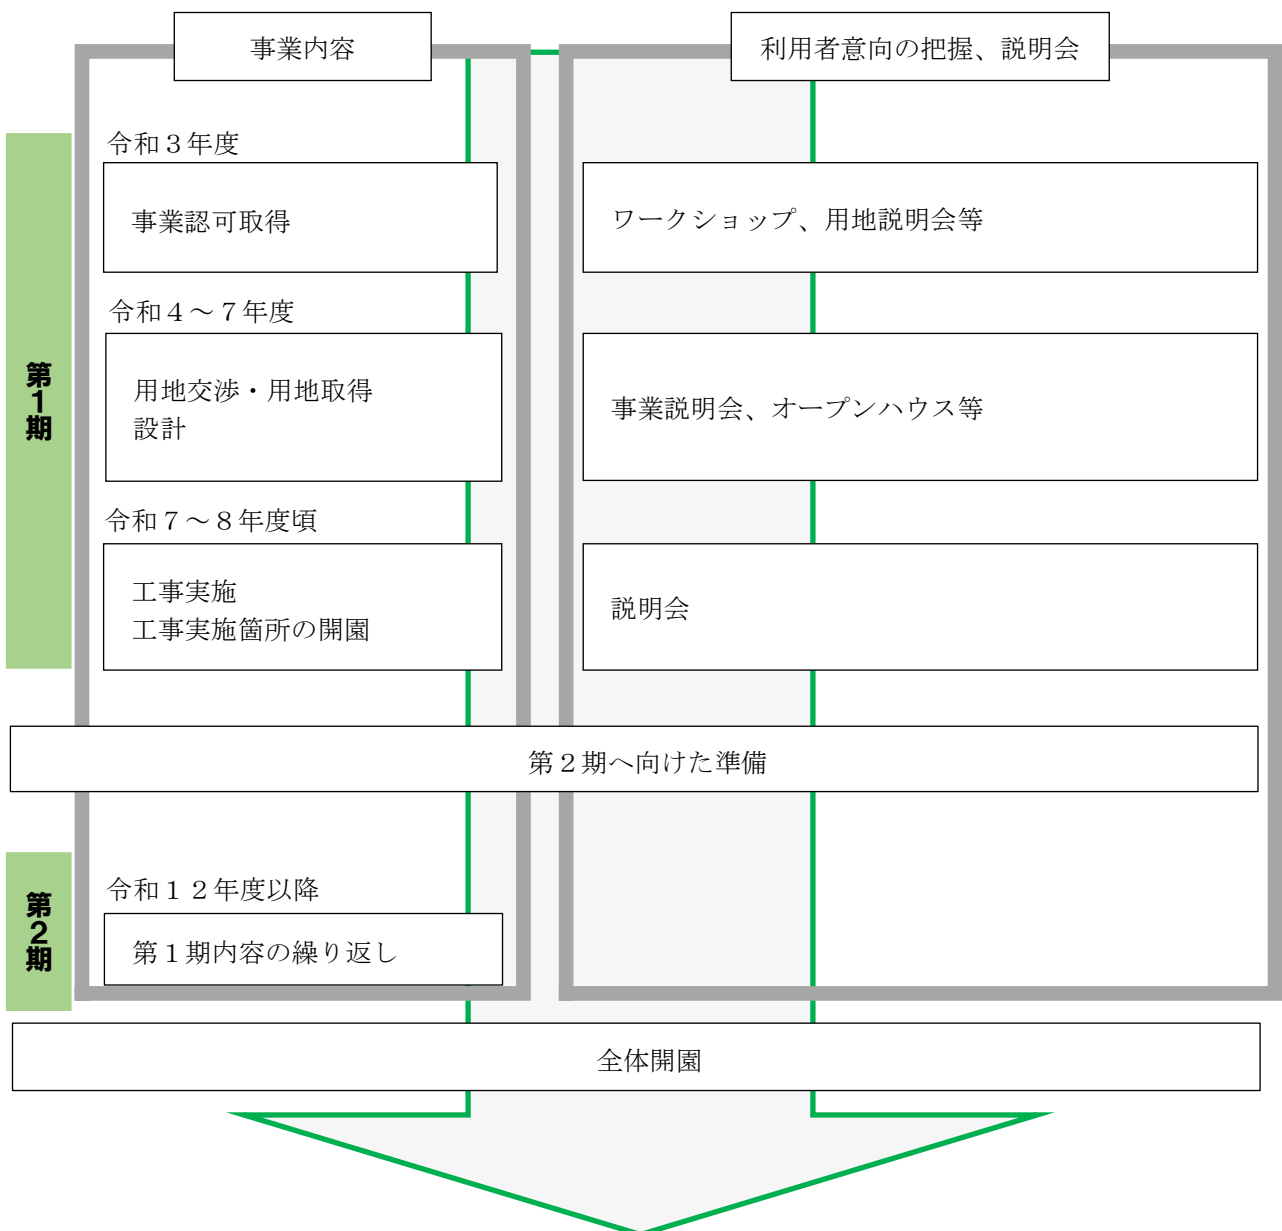 事業内容
利用者意向の把握、説明会
第1期
令和３年度
事業認可取得
ワークショップ、用地説明会等
令和４～７年度
用地交渉・用地取得
設計
事業説明会、オープンハウス等
令和７～８年度頃
工事実施
工事実施箇所の開園
説明会
第２期へ向けた準備
第2期
令和１２年度以降
第１期内容の繰り返し
全体開園